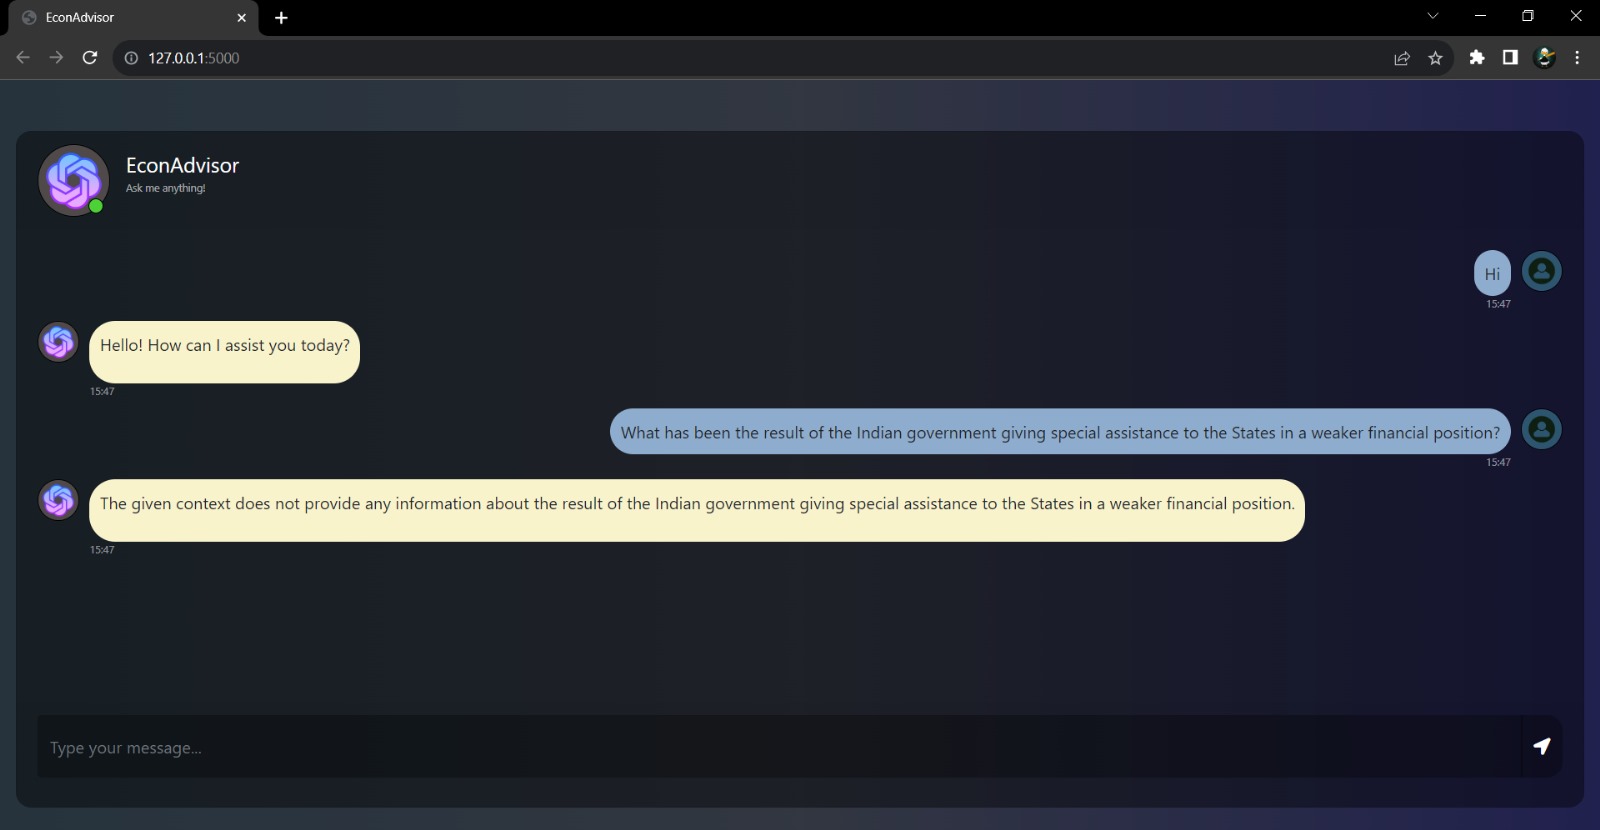 EconAdvisor
127.0.0.1:5000
EconAdvisor
Ask me anything!
Hi
15:47
Hello! How can I assist you today?
15:47
What has been the result of the Indian government giving special assistance to the States in a weaker financial position?
15:47
The given context does not provide any information about the result of the Indian government giving special assistance to the States in a weaker financial position.
15:47
Type your message...